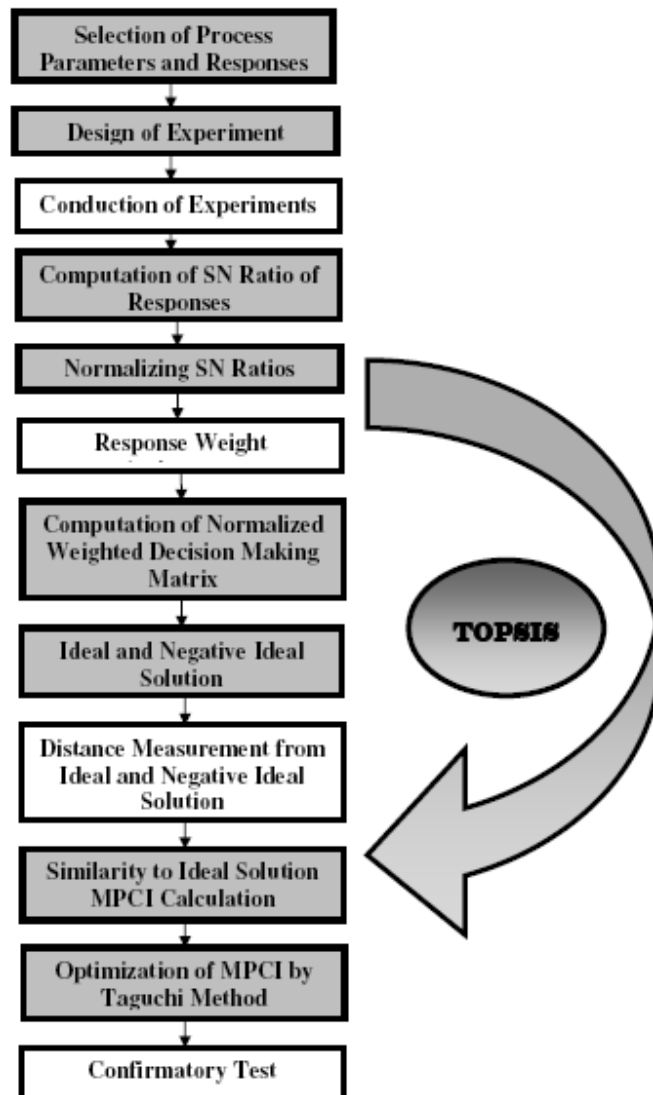 Selection of Process
Parameters and Responses
Design of Experiment
Conduction of Experiments
Computation of SN Ratio of
Responses
Normalizing SN Ratios
Response Weight
Computation of Normalized
Weighted Decision Making
Matrix
Ideal and Negative Ideal
Solution
Distance Measurement from
Ideal and Negative Ideal
Solution
Similarity to Ideal Solution
MPCI Calculation
Optimization of MPCI by
Taguchi Method
Confirmatory Test
TOPSIS